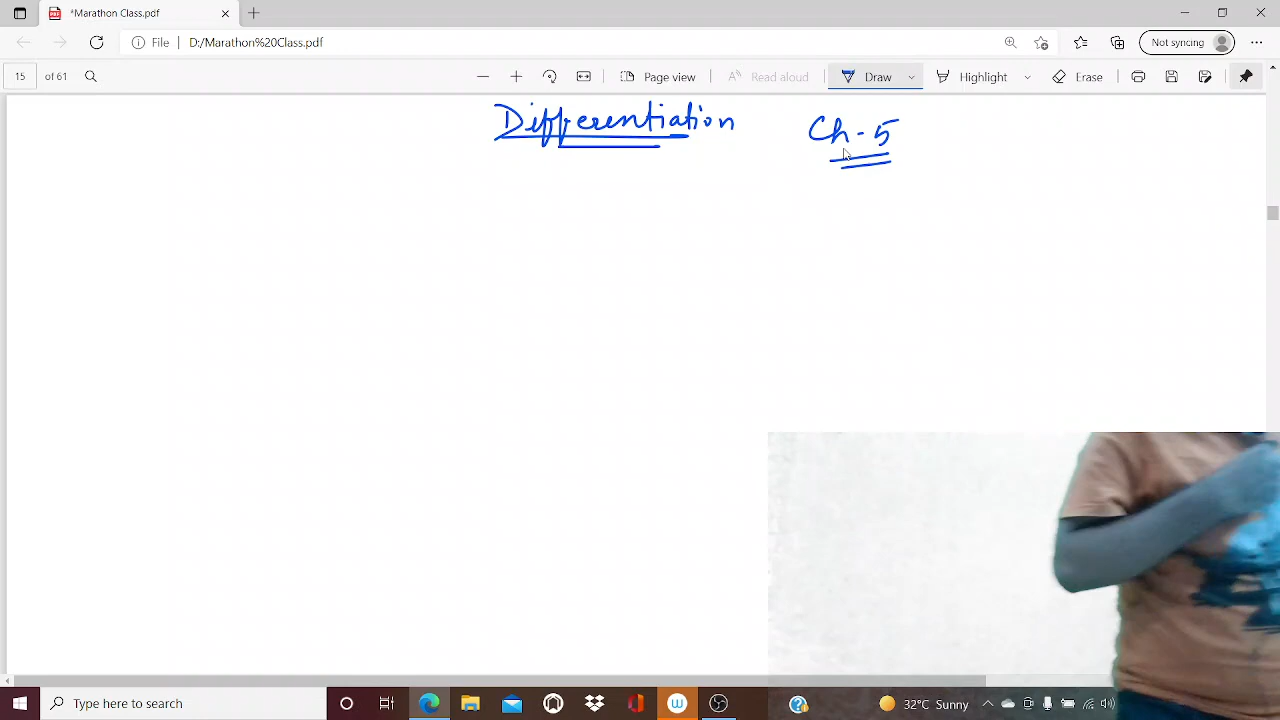 *Marathon Class.pdf
File D:/Marathon%20Class.pdf Not syncing
15 of 61 Page view Read aloud Draw Highlight Erase
Differentiation Ch-5
Type here to search 32°C Sunny